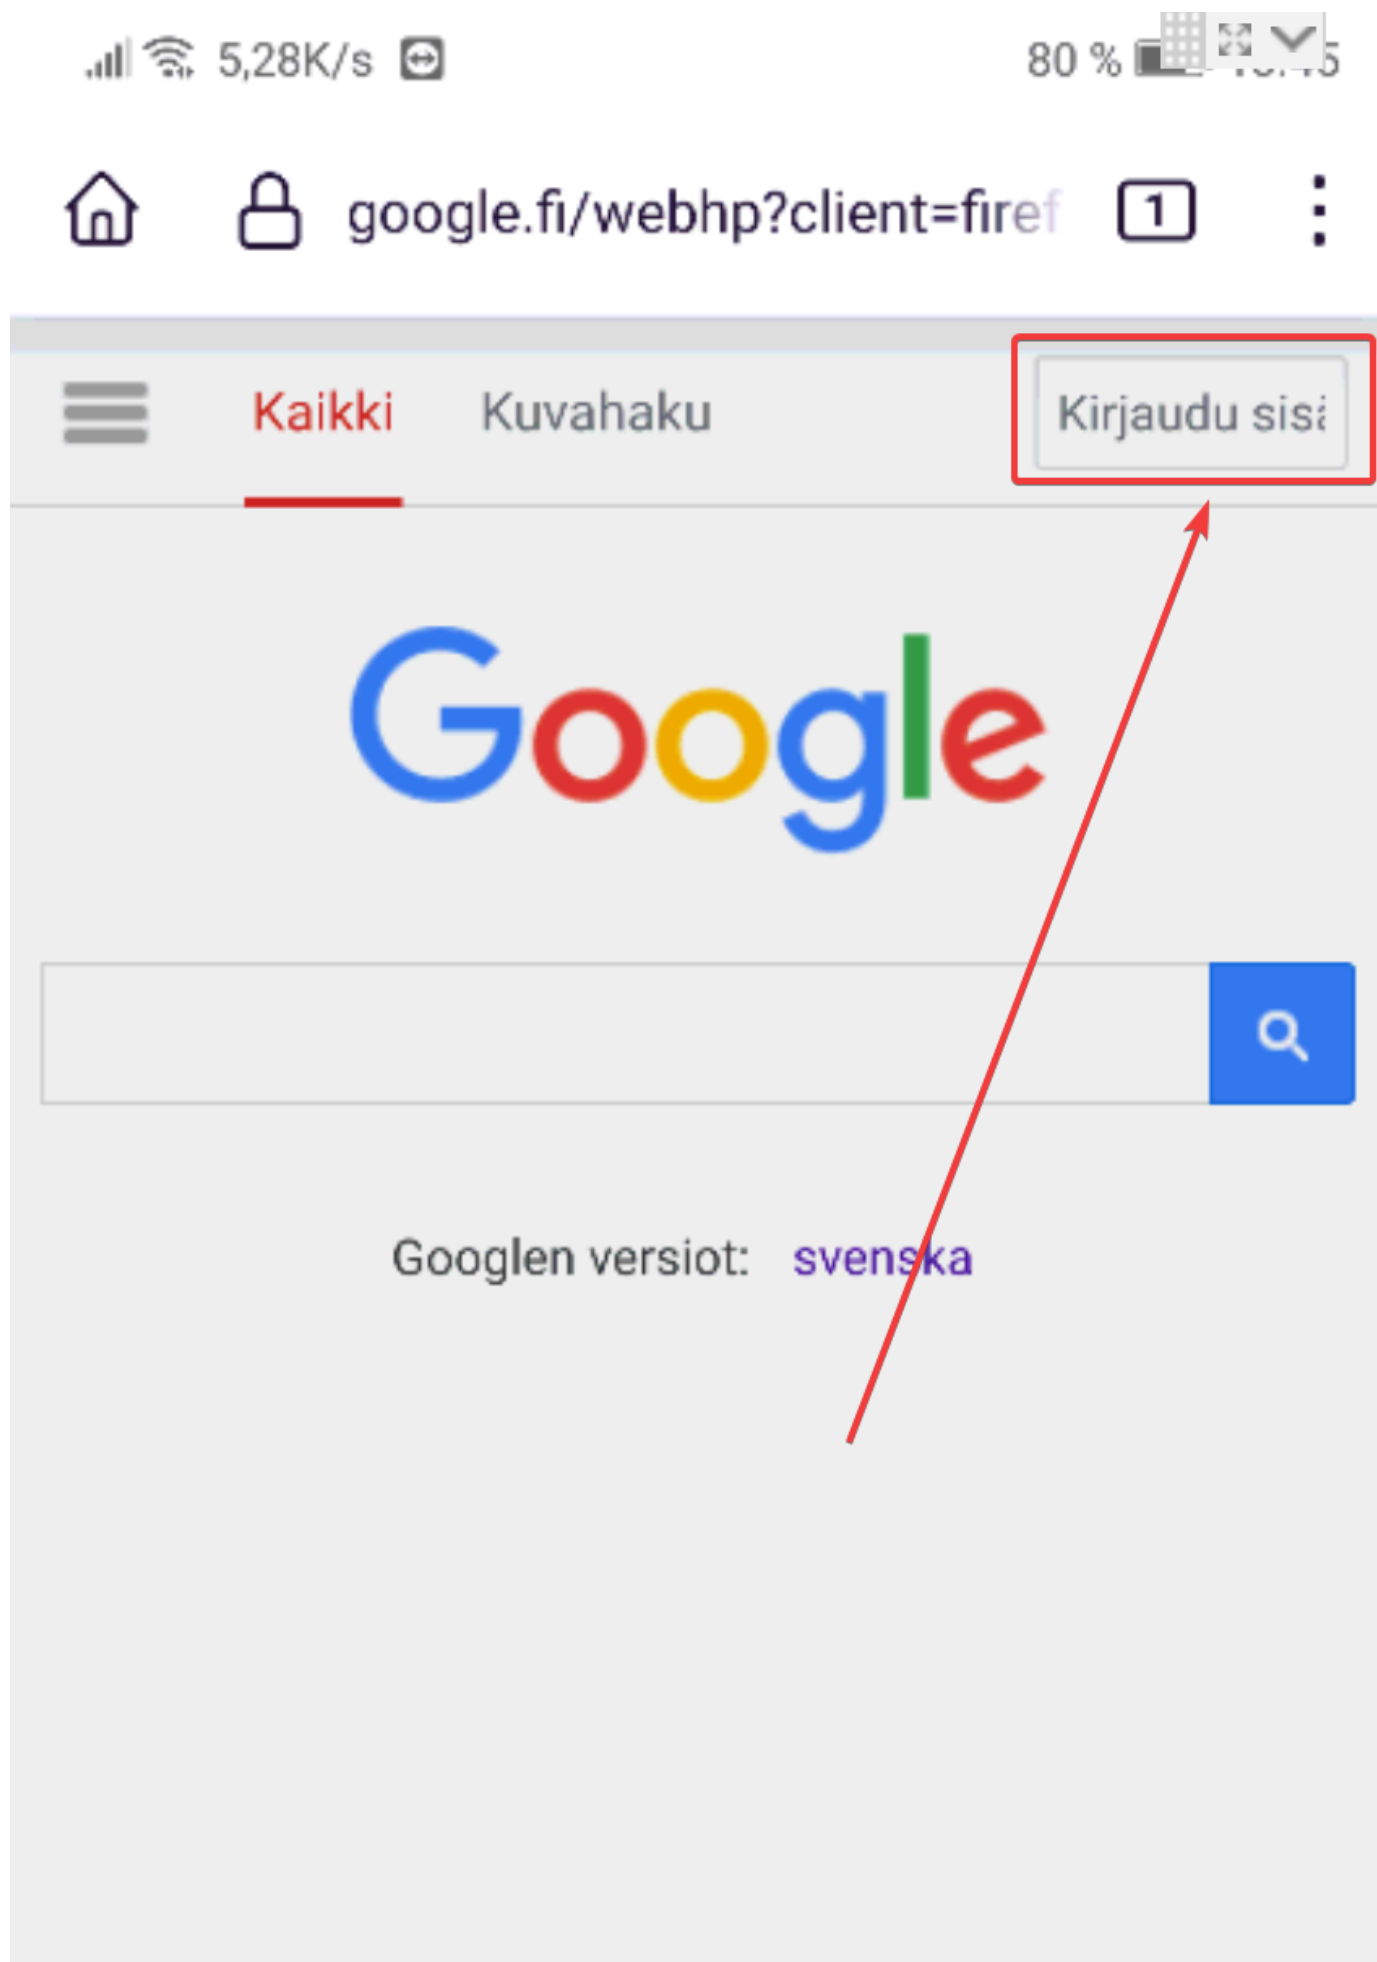 5,28K/s
80 %
google.fi/webhp?client=firef
1
Kaikki
Kuvahaku
Kirjaudu sisä
Google
Googlen versiot: svenska